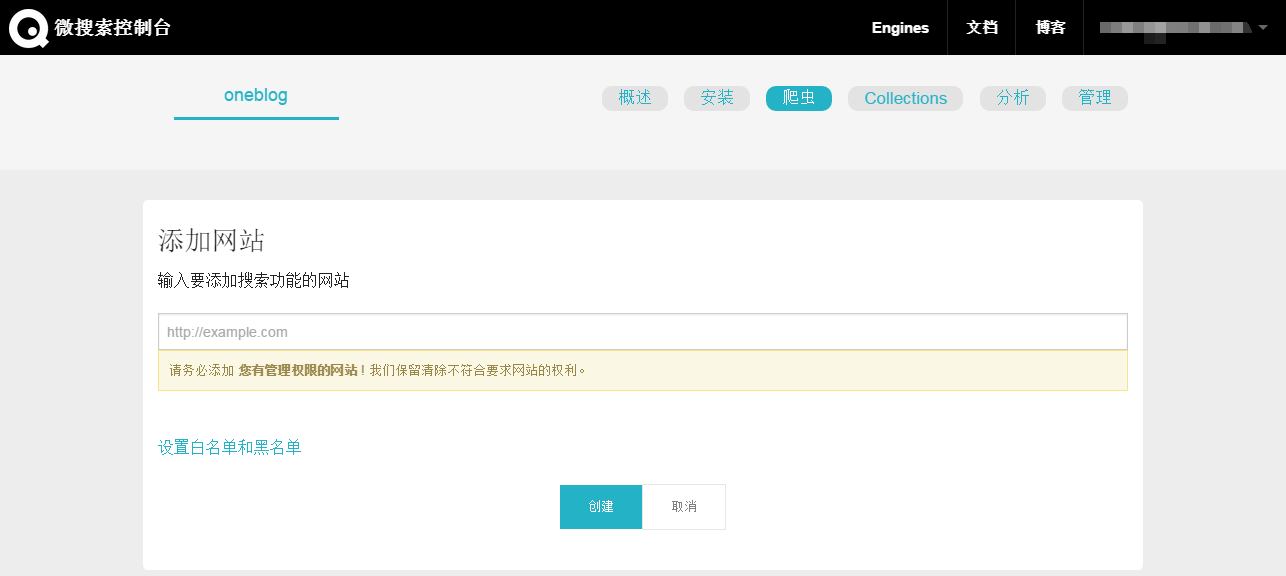 微搜索控制台 Engines 文档 博客
oneblog 概述 安装 爬虫 Collections 分析 管理
添加网站
输入要添加搜索功能的网站
http://example.com
请务必添加 您有管理权限的网站！我们保留清除不符合要求网站的权利。
设置白名单和黑名单
创建 取消